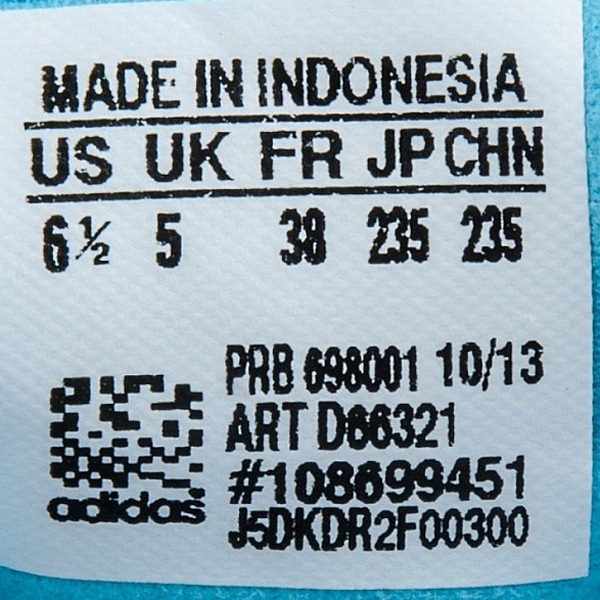 MADE IN INDONESIA
US UK FR JP CHN
6½ 5 38 235 235
PRB 698001 10/13
ART D66321
#108699451
adidas J5DKDR2F00300